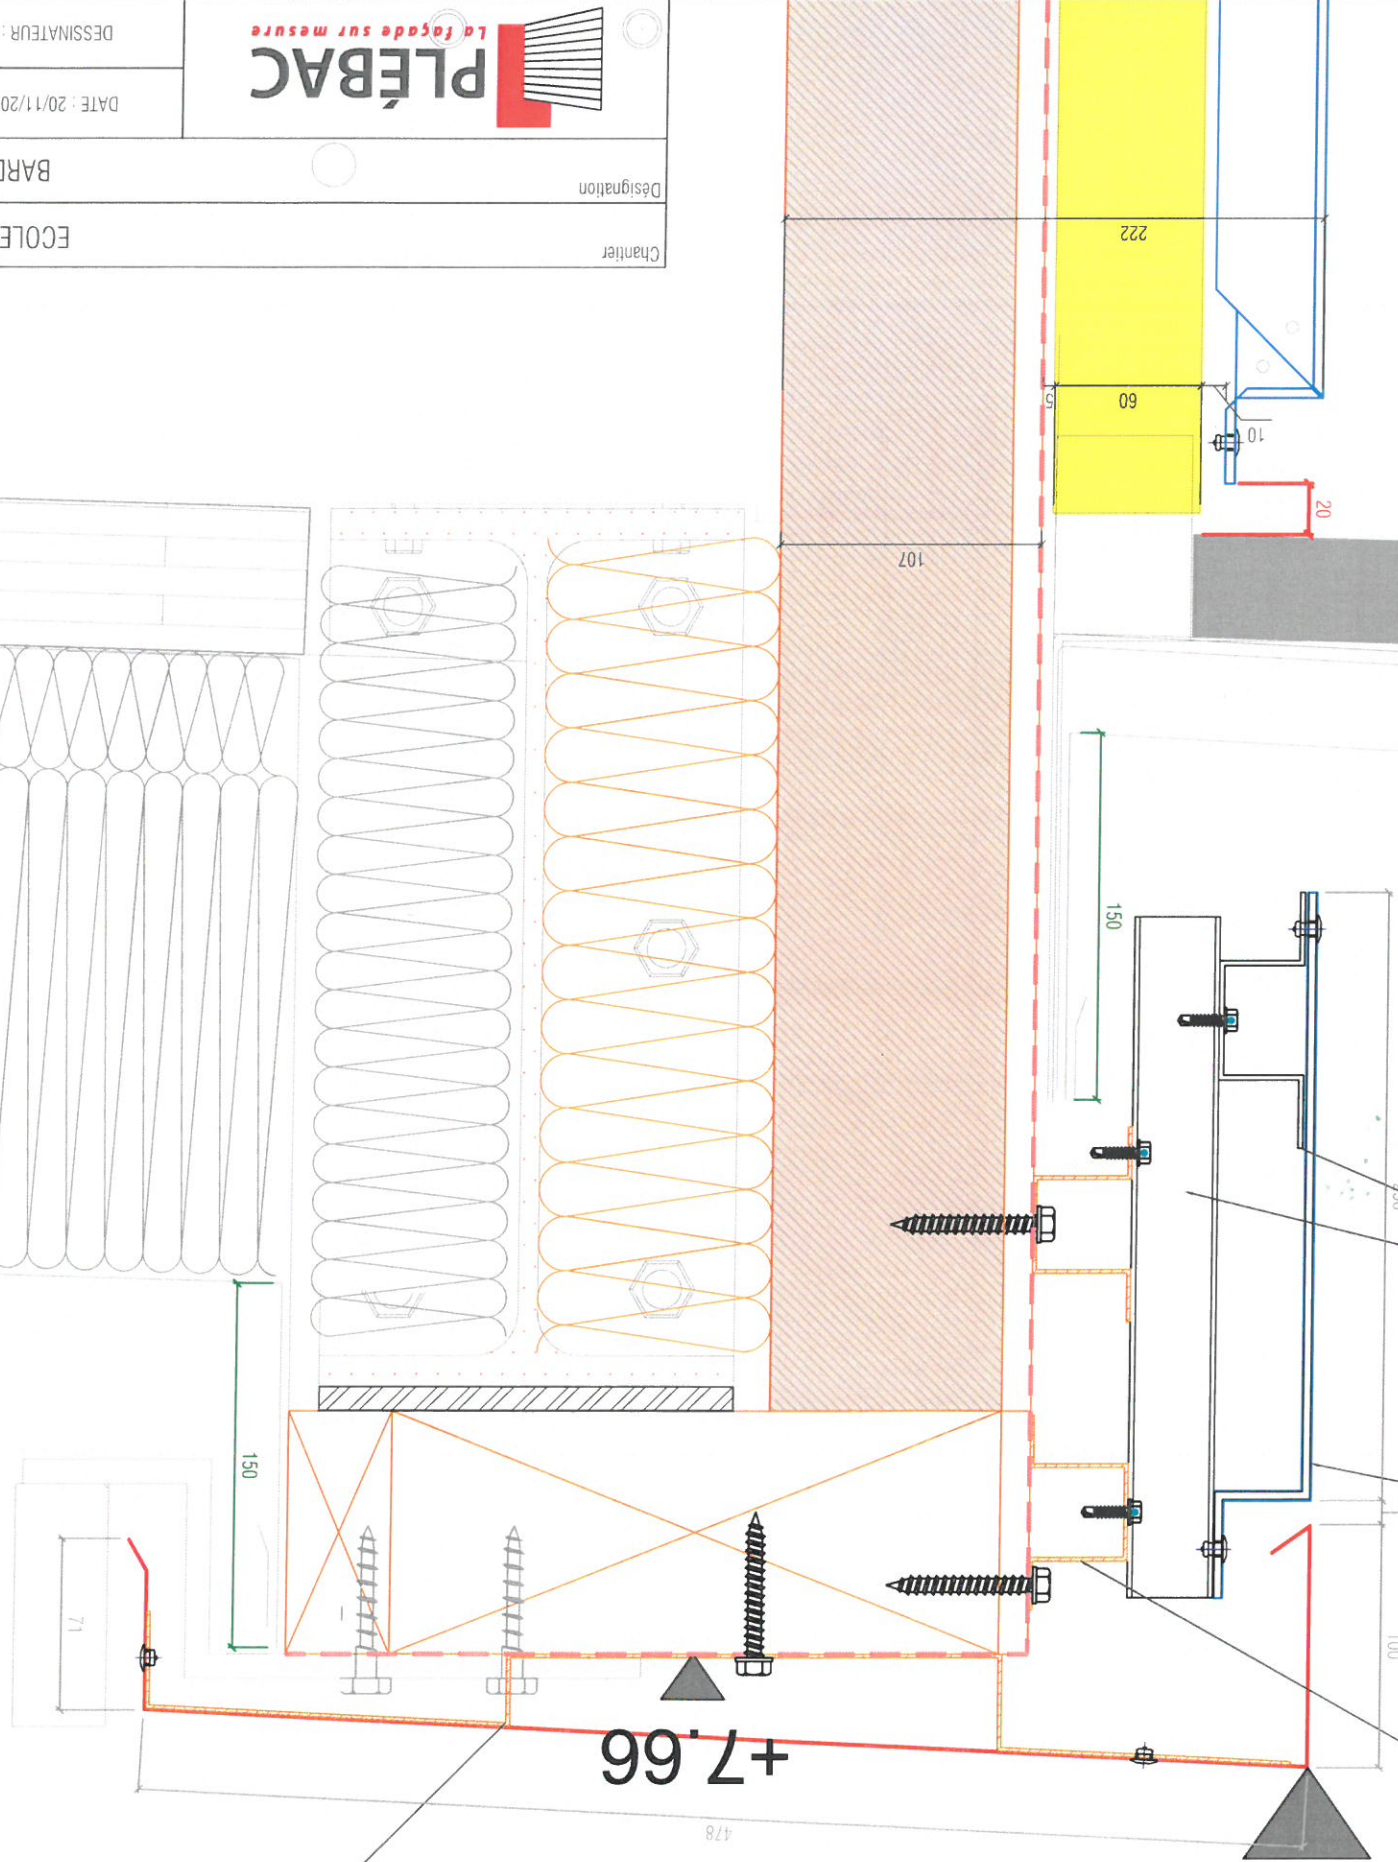 +7.66
478
71
100
150
150
20
107
10
60
5
222
Chantier
ECOLE
Désignation
BARD
PLÉBAC
La façade sur mesure
DATE : 20/11/20
DESSINATEUR :